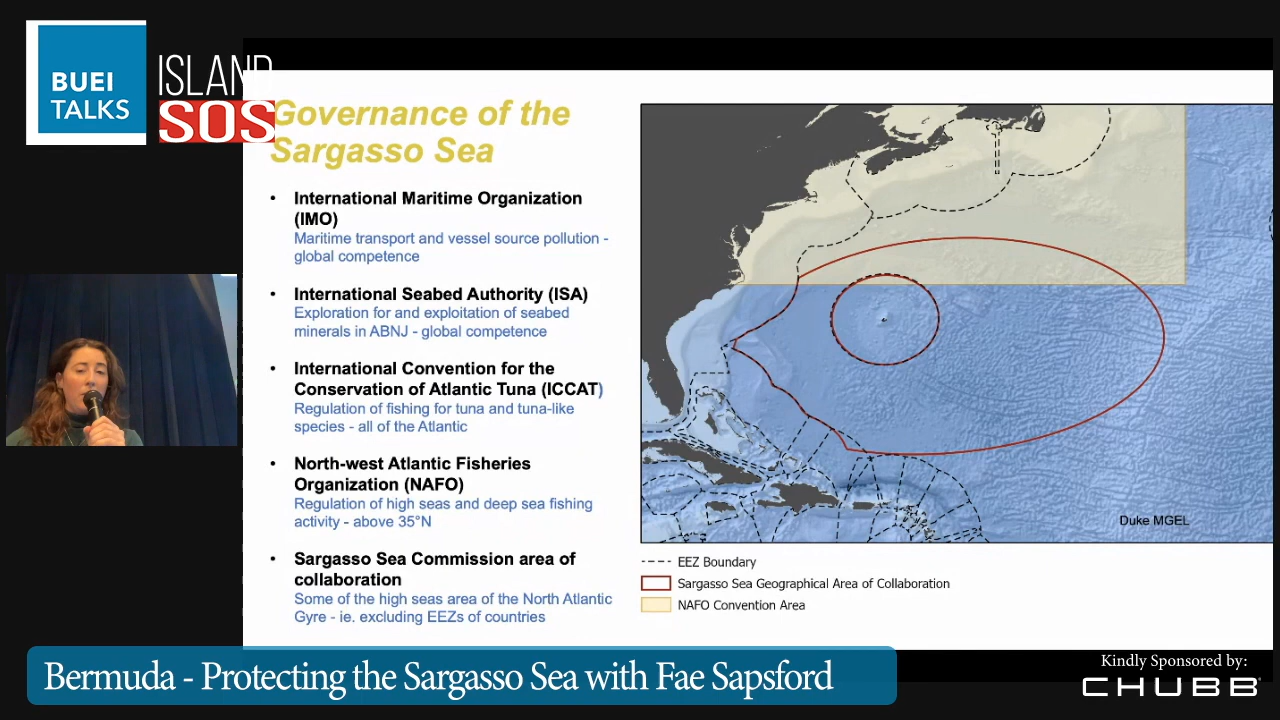 BUEI
TALKS
ISLAND
SOS
Governance of the
Sargasso Sea
• International Maritime Organization
(IMO)
Maritime transport and vessel source pollution -
global competence
• International Seabed Authority (ISA)
Exploration for and exploitation of seabed
minerals in ABNJ - global competence
• International Convention for the
Conservation of Atlantic Tuna (ICCAT)
Regulation of fishing for tuna and tuna-like
species - all of the Atlantic
• North-west Atlantic Fisheries
Organization (NAFO)
Regulation of high seas and deep sea fishing
activity - above 35°N
• Sargasso Sea Commission area of
collaboration
Some of the high seas area of the North Atlantic
Gyre - ie. excluding EEZs of countries
Duke MGEL
EEZ Boundary
Sargasso Sea Geographical Area of Collaboration
NAFO Convention Area
Bermuda - Protecting the Sargasso Sea with Fae Sapsford
Kindly Sponsored by:
CHUBB